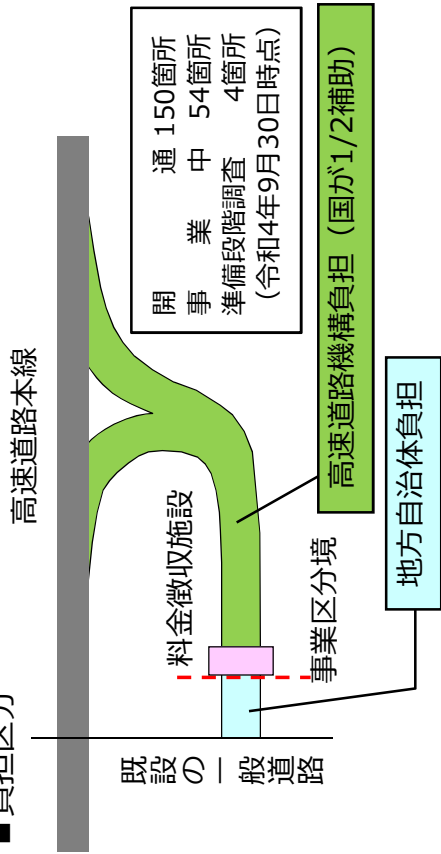 ■負担区分
高速道路本線
開通 150箇所
事業中 54箇所
準備段階調査 4箇所
(令和4年9月30日時点)
料金徴収施設
高速道路機構負担(国が1/2補助)
事業区分境
地方自治体負担
既設の一般道路